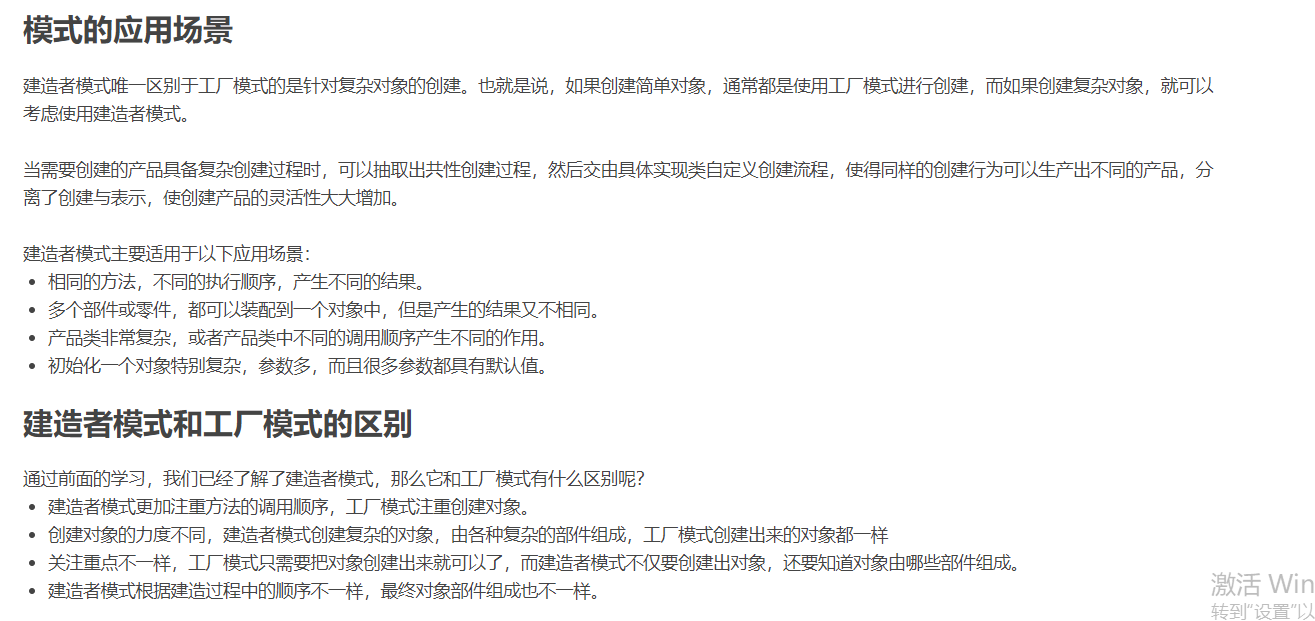 模式的应用场景
建造者模式唯一区别于工厂模式的是针对复杂对象的创建。也就是说，如果创建简单对象，通常都是使用工厂模式进行创建，而如果创建复杂对象，就可以
考虑使用建造者模式。
当需要创建的产品具备复杂创建过程时，可以抽取出共性创建过程，然后交由具体实现类自定义创建流程，使得同样的创建行为可以生产出不同的产品，分
离了创建与表示，使创建产品的灵活性大大增加。
建造者模式主要适用于以下应用场景：
• 相同的方法，不同的执行顺序，产生不同的结果。
• 多个部件或零件，都可以装配到一个对象中，但是产生的结果又不相同。
• 产品类非常复杂，或者产品类中不同的调用顺序产生不同的作用。
• 初始化一个对象特别复杂，参数多，而且很多参数都具有默认值。
建造者模式和工厂模式的区别
通过前面的学习，我们已经了解了建造者模式，那么它和工厂模式有什么区别呢？
• 建造者模式更加注重方法的调用顺序，工厂模式注重创建对象。
• 创建对象的力度不同，建造者模式创建复杂的对象，由各种复杂的部件组成，工厂模式创建出来的对象都一样
• 关注重点不一样，工厂模式只需要把对象创建出来就可以了，而建造者模式不仅要创建出对象，还要知道对象由哪些部件组成。
• 建造者模式根据建造过程中的顺序不一样，最终对象部件组成也不一样。
激活 Win
转到“设置”以